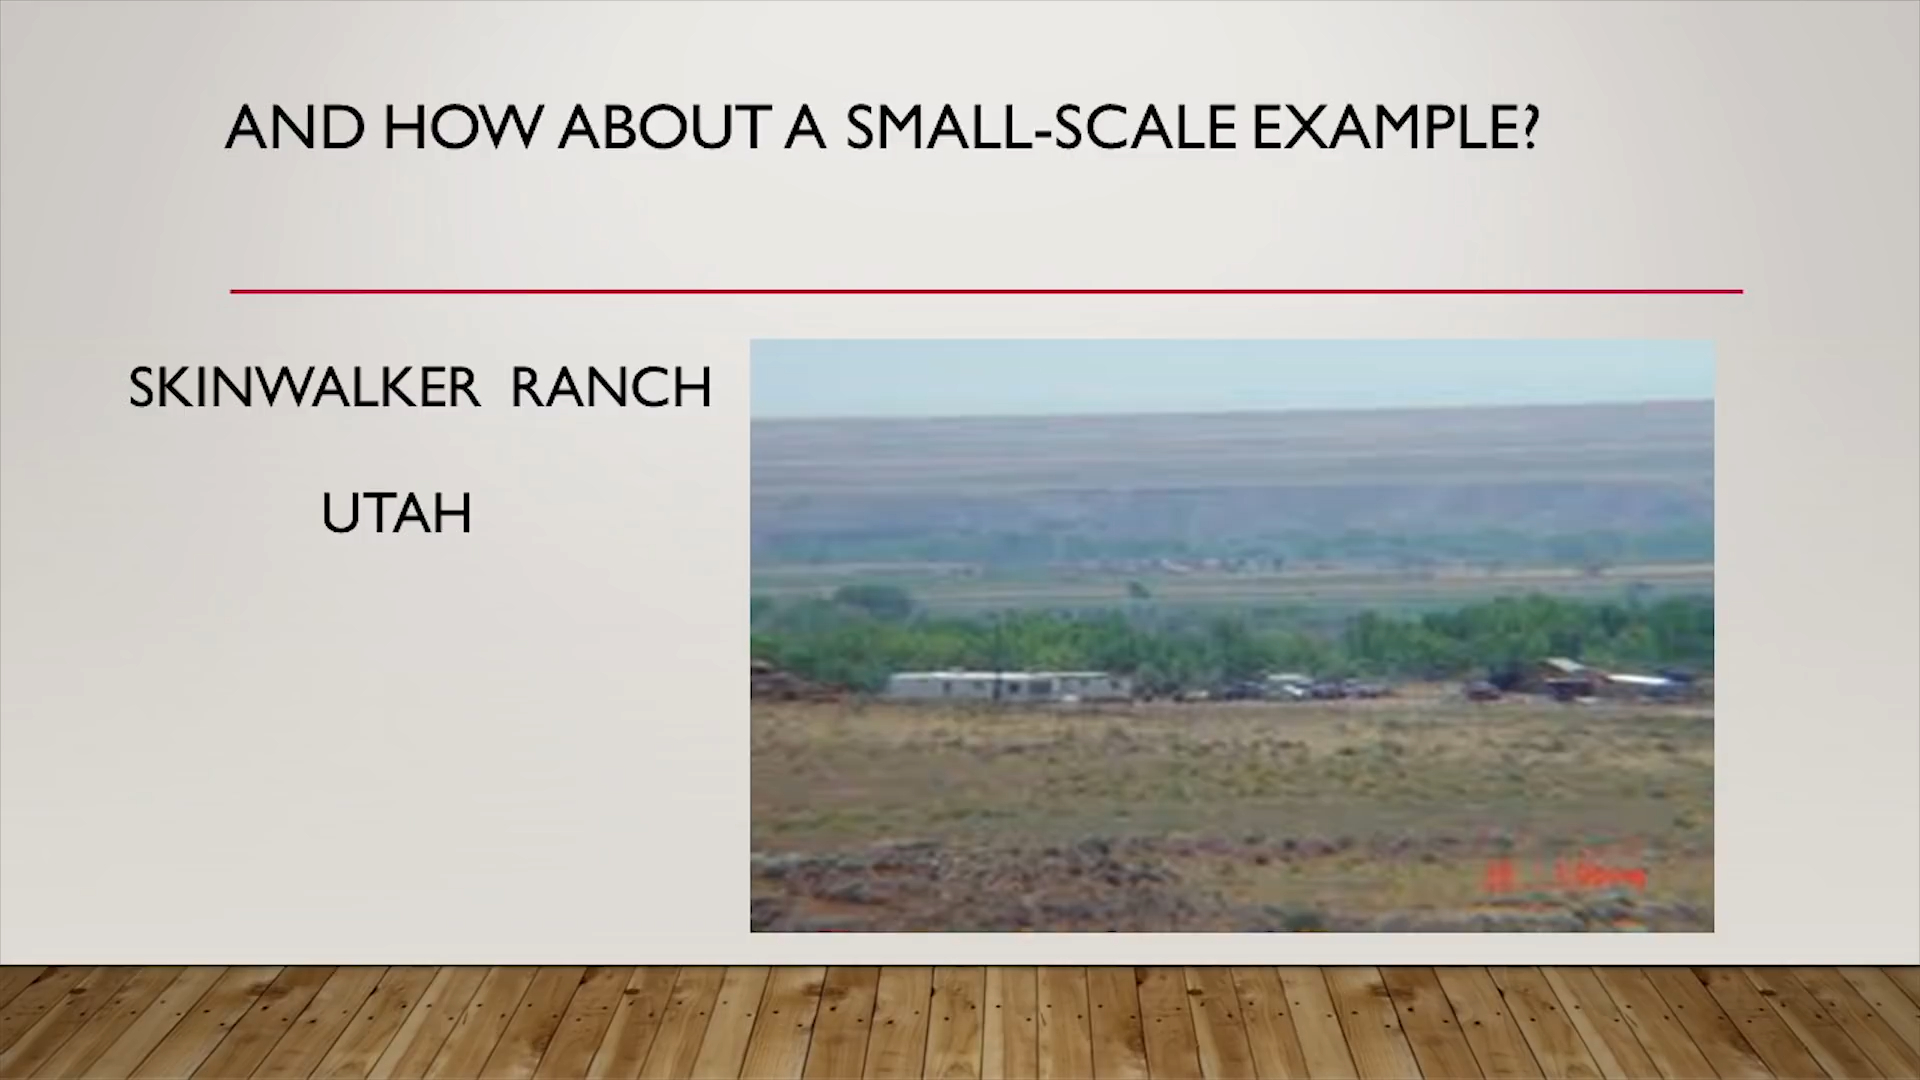 AND HOW ABOUT A SMALL-SCALE EXAMPLE?
SKINWALKER RANCH
UTAH